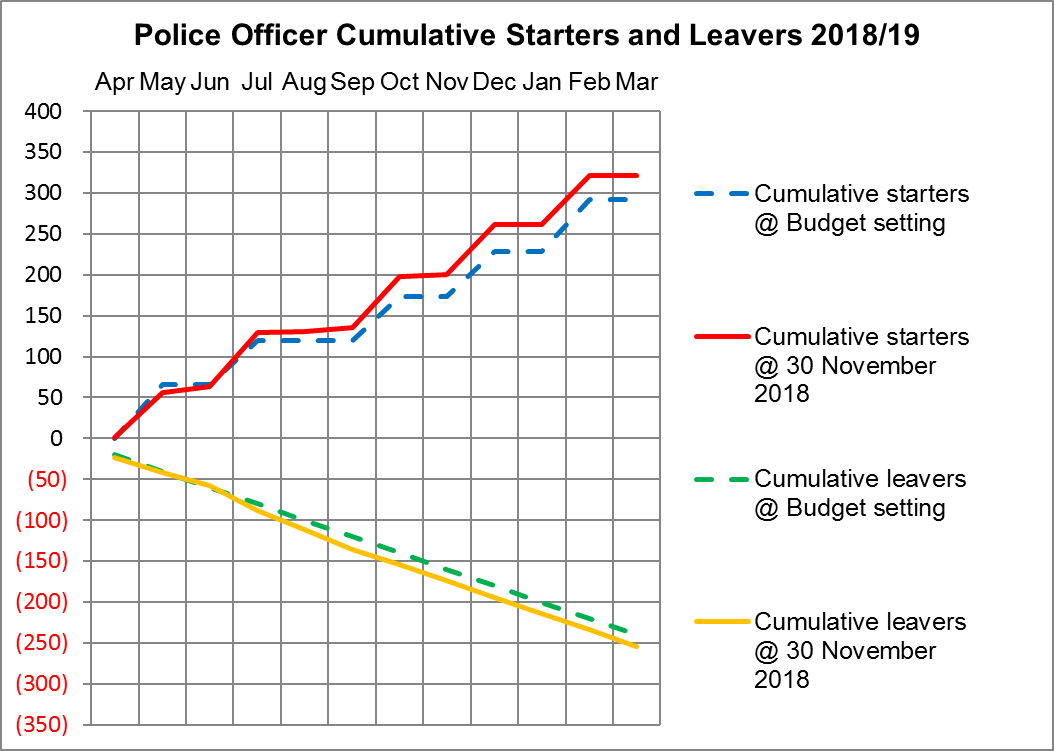 Police Officer Cumulative Starters and Leavers 2018/19
Apr May Jun Jul Aug Sep Oct Nov Dec Jan Feb Mar
400
350
300
250
200
150
100
50
0
(50)
(100)
(150)
(200)
(250)
(300)
(350)
Cumulative starters
@ Budget setting
Cumulative starters
@ 30 November
2018
Cumulative leavers
@ Budget setting
Cumulative leavers
@ 30 November
2018